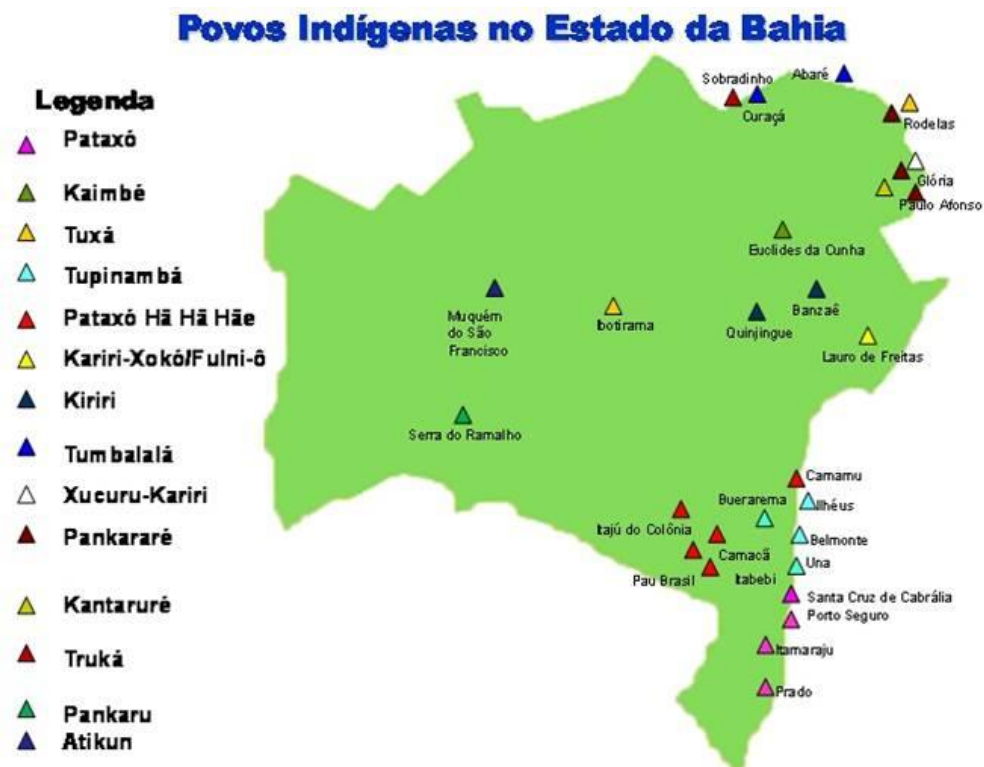 Povos Indígenas no Estado da Bahia
Legenda
Pataxó
Kaimbé
Tuxá
Tupinambá
Pataxó Hã Hã Hãe
Kariri-Xokó/Fulni-ô
Kiriri
Tumbalalá
Xucuru-Kariri
Pankararé
Kantaruré
Truká
Pankaru
Atikun
Sobradinho
Abaré
Curaçá
Rodelas
Glória
Paulo Afonso
Euclides da Cunha
Muquém
do São
Francisco
Ibotirama
Quinjingue
Banzaê
Lauro de Freitas
Serra do Ramalho
Camamu
Buerarema
Ilhéus
Itajú do Colônia
Belmonte
Camacã
Una
Pau Brasil
Itabebi
Santa Cruz de Cabrália
Porto Seguro
Itamaraju
Prado